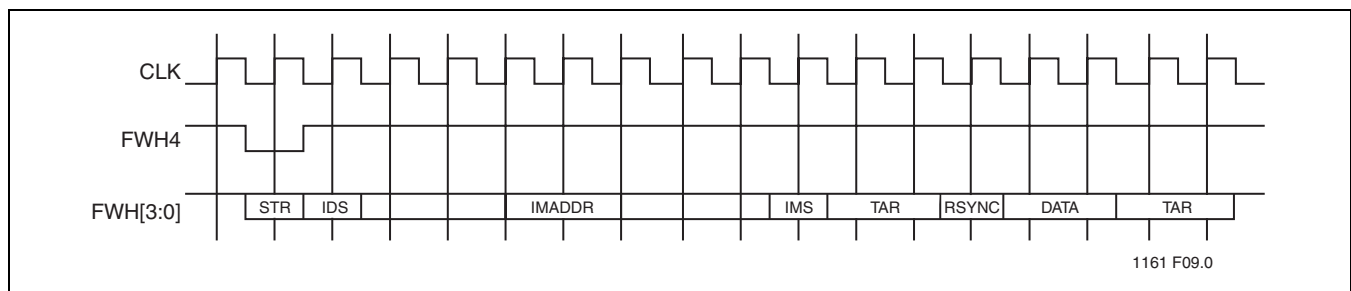 CLK
FWH4
FWH[3:0] STR IDS IMADDR IMS TAR RSYNC DATA TAR
1161 F09.0